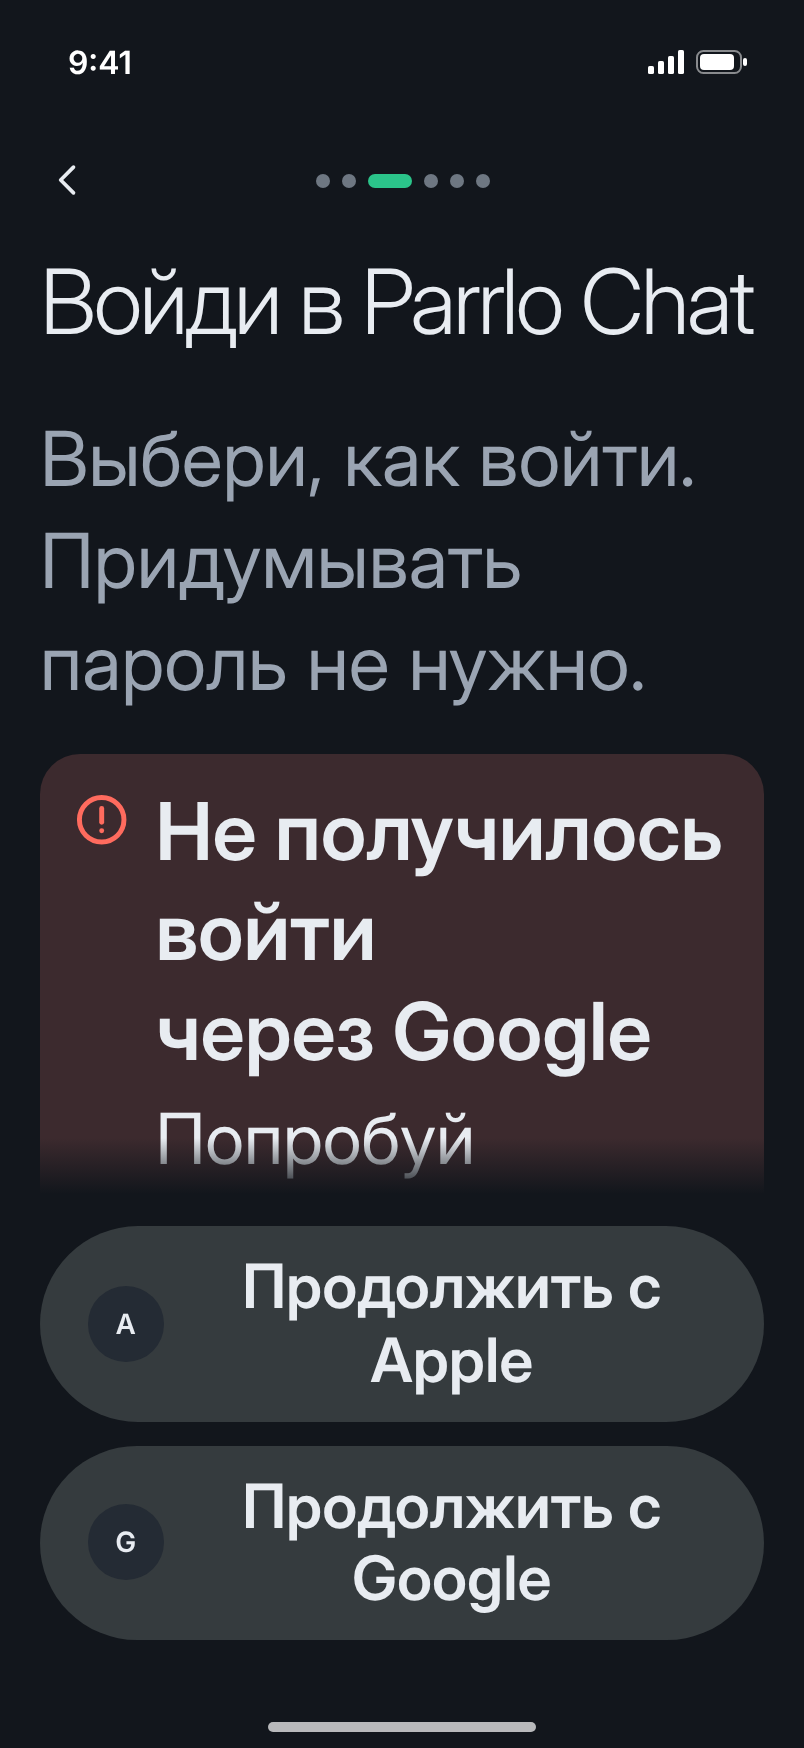 9:41
Войди в Parrlo Chat
Выбери, как войти.
Придумывать
пароль не нужно.
Не получилось
войти
через Google
Попробуй
A
Продолжить с
Apple
G
Продолжить с
Google